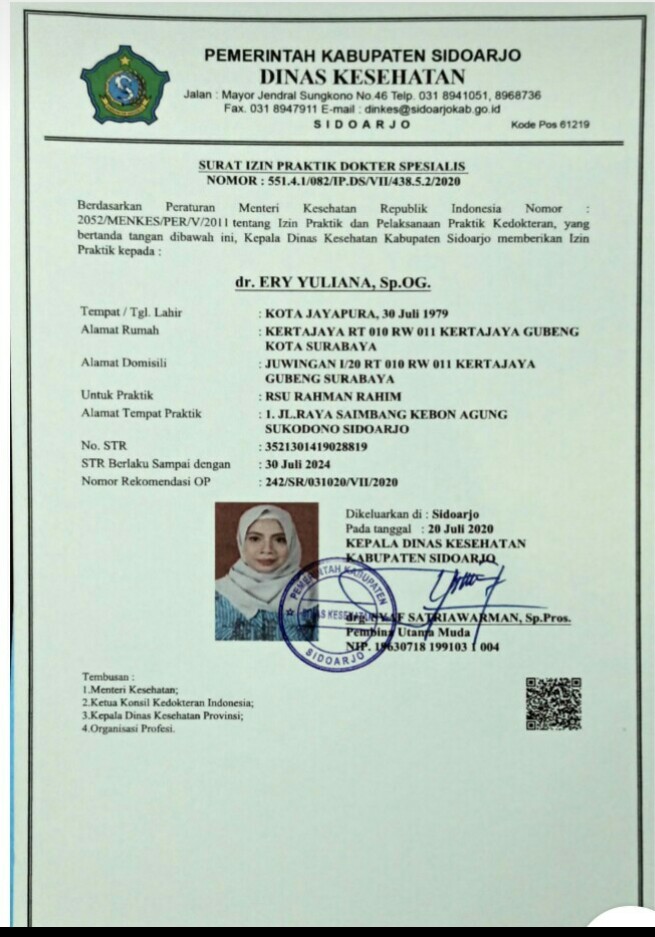 PEMERINTAH KABUPATEN SIDOARJO
DINAS KESEHATAN
Jalan : Mayor Jendral Sungkono No.46 Telp. 031 8941051, 8968736
Fax. 031 8947911 E-mail : dinkes@sidoarjokab.go.id
SIDOARJO Kode Pos 61219
SURAT IZIN PRAKTIK DOKTER SPESIALIS
NOMOR : 551.4.1/082/IP.DS/VII/438.5.2/2020
Berdasarkan Peraturan Menteri Kesehatan Republik Indonesia Nomor :
2052/MENKES/PER/V/2011 tentang Izin Praktik dan Pelaksanaan Praktik Kedokteran, yang
bertanda tangan dibawah ini, Kepala Dinas Kesehatan Kabupaten Sidoarjo memberikan Izin
Praktik kepada :
dr. ERY YULIANA, Sp.OG.
Tempat / Tgl. Lahir : KOTA JAYAPURA, 30 Juli 1979
Alamat Rumah : KERTAJAYA RT 010 RW 011 KERTAJAYA GUBENG
KOTA SURABAYA
Alamat Domisili : JUWINGAN I/20 RT 010 RW 011 KERTAJAYA
GUBENG SURABAYA
Untuk Praktik : RSU RAHMAN RAHIM
Alamat Tempat Praktik : 1. JL.RAYA SAIMBANG KEBON AGUNG
SUKODONO SIDOARJO
No. STR : 3521301419028819
STR Berlaku Sampai dengan : 30 Juli 2024
Nomor Rekomendasi OP : 242/SR/031020/VII/2020
Dikeluarkan di : Sidoarjo
Pada tanggal : 20 Juli 2020
KEPALA DINAS KESEHATAN
KABUPATEN SIDOARJO
PEMERINTAH KABUPATEN
DINAS KESEHATAN
SIDOARJO
drg. SATRIAWARMAN, Sp.Pros.
Pembina Utama Muda
NIP. 19630718 199103 1 004
Tembusan :
1.Menteri Kesehatan;
2.Ketua Konsil Kedokteran Indonesia;
3.Kepala Dinas Kesehatan Provinsi;
4.Organisasi Profesi.